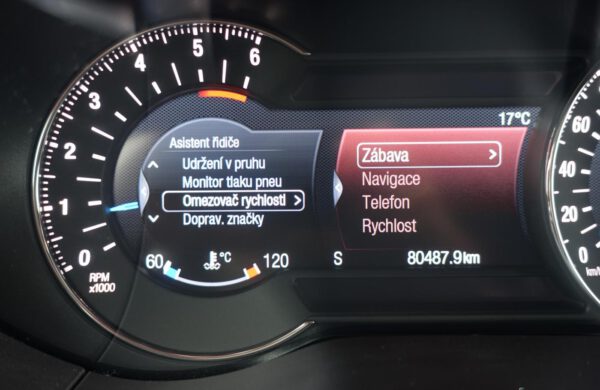 6
5
4
3
2
1
0
RPM
x1000
Asistent řidiče
Udržení v pruhu
Monitor tlaku pneu
Omezovač rychlosti >
Doprav. značky
60 °C 120
17°C
Zábava >
Navigace
Telefon
Rychlost
S 80487.9km
60
40
20
0
km/